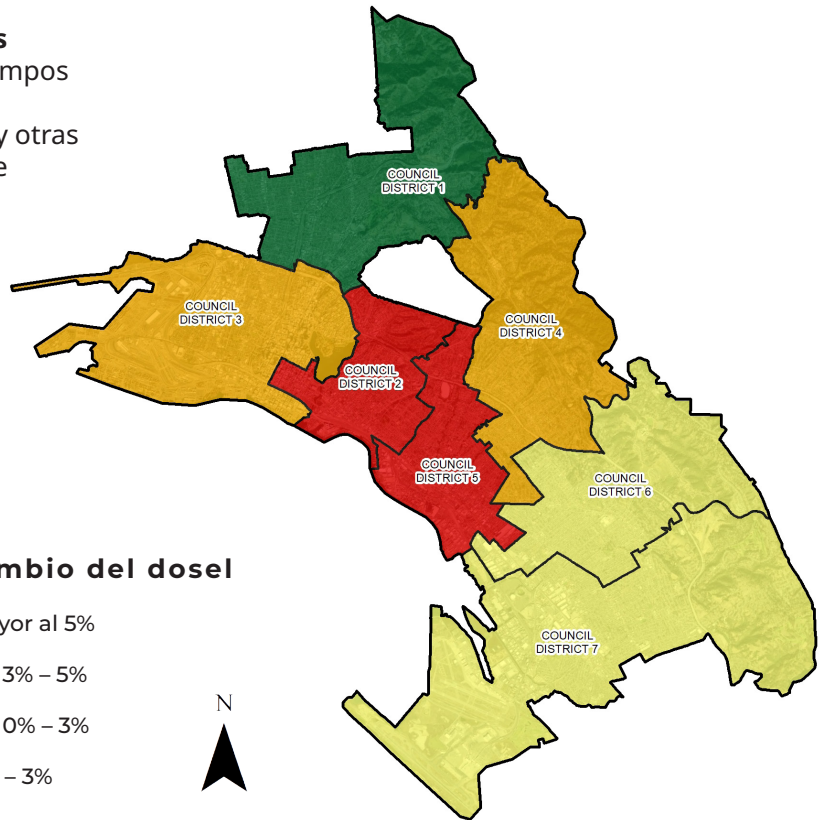 s
mpos
y otras
e
COUNCIL
DISTRICT 1
COUNCIL
DISTRICT 3
COUNCIL
DISTRICT 4
COUNCIL
DISTRICT 2
COUNCIL
DISTRICT 5
COUNCIL
DISTRICT 6
COUNCIL
DISTRICT 7
mbio del dosel
yor al 5%
3% – 5%
0% – 3%
– 3%
N